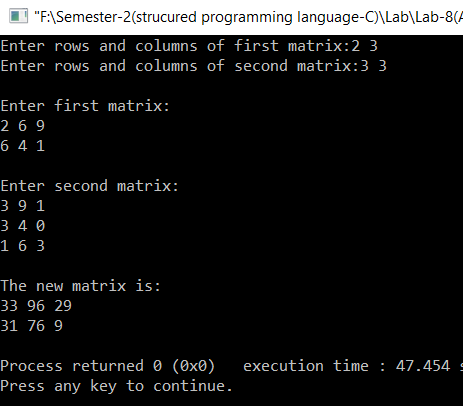 "F:\Semester-2(strucured programming language-C)\Lab\Lab-8(A
Enter rows and columns of first matrix:2 3
Enter rows and columns of second matrix:3 3
Enter first matrix:
2 6 9
6 4 1
Enter second matrix:
3 9 1
3 4 0
1 6 3
The new matrix is:
33 96 29
31 76 9
Process returned 0 (0x0)   execution time : 47.454 s
Press any key to continue.